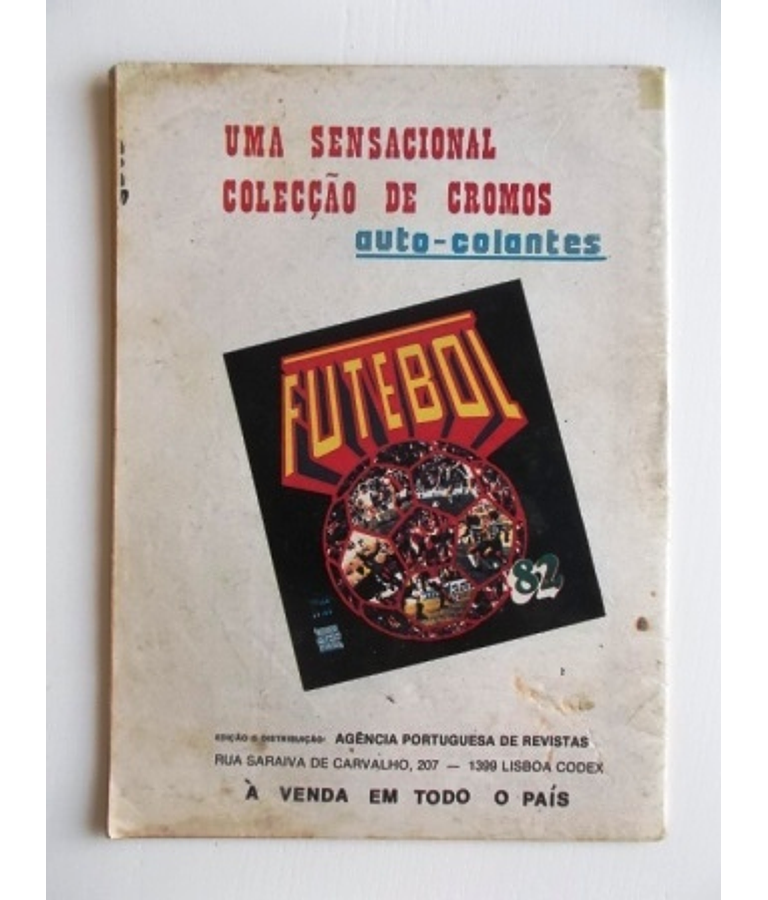 UMA SENSACIONAL
COLECÇÃO DE CROMOS
auto-colantes
FUTEBOL
82
EDIÇÃO E DISTRIBUIÇÃO: AGÊNCIA PORTUGUESA DE REVISTAS
RUA SARAIVA DE CARVALHO, 207 — 1399 LISBOA CODEX
À VENDA EM TODO O PAÍS